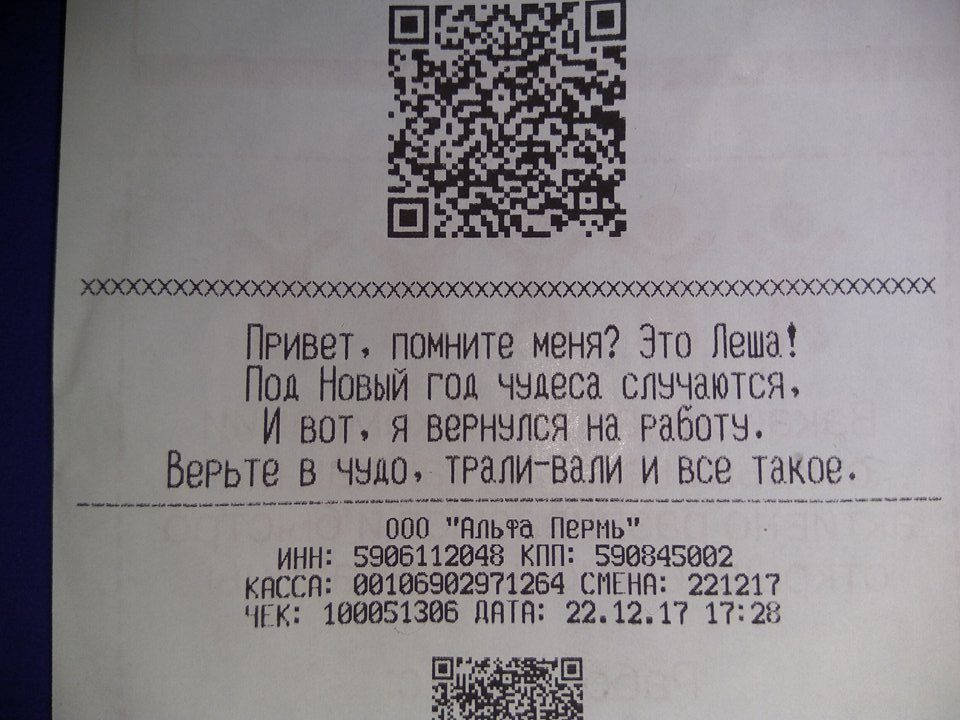 XXXXXXXXXXXXXXXXXXXXXXXXXXXXXXXXXXXXXXXXXXXXXXXXXXXXXXXXXXXXXXXX
Привет, помните меня? Это Леша!
Под Новый год чудеса случаются,
И вот, я вернулся на работу.
Верьте в чудо, трали-вали и все такое.
ООО "Альфа Пермь"
ИНН: 5906112048 КПП: 590845002
КАССА: 00106902971264 СМЕНА: 221217
ЧЕК: 100051306 ДАТА: 22.12.17 17:28